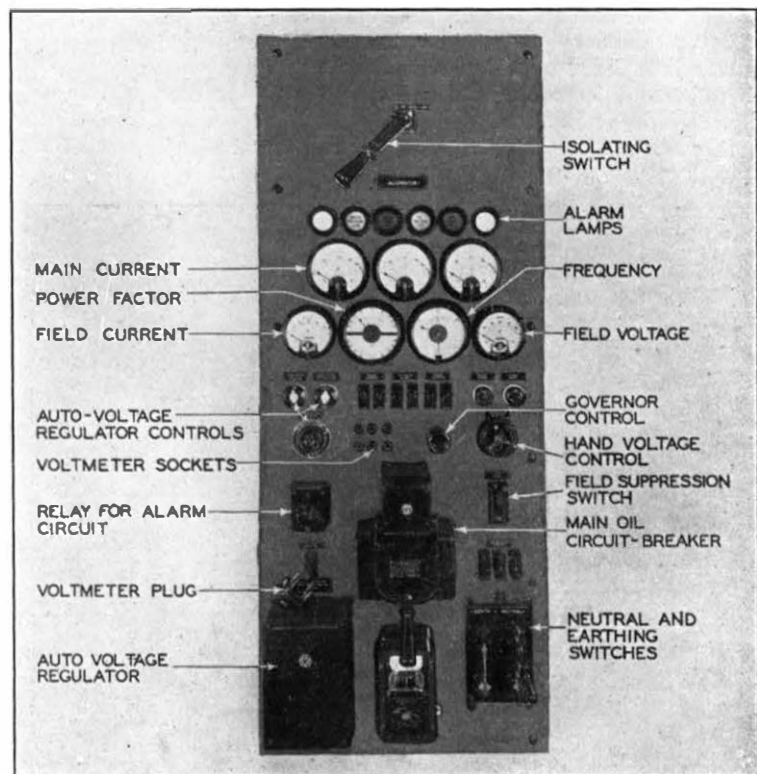 ISOLATING
SWITCH
ALARM
LAMPS
MAIN CURRENT
FREQUENCY
POWER FACTOR
FIELD CURRENT
FIELD VOLTAGE
AUTO-VOLTAGE
REGULATOR CONTROLS
GOVERNOR
CONTROL
HAND VOLTAGE
CONTROL
VOLTMETER SOCKETS
FIELD SUPPRESSION
SWITCH
RELAY FOR ALARM
CIRCUIT
MAIN OIL
CIRCUIT-BREAKER
VOLTMETER PLUG
NEUTRAL AND
EARTHING
SWITCHES
AUTO VOLTAGE
REGULATOR